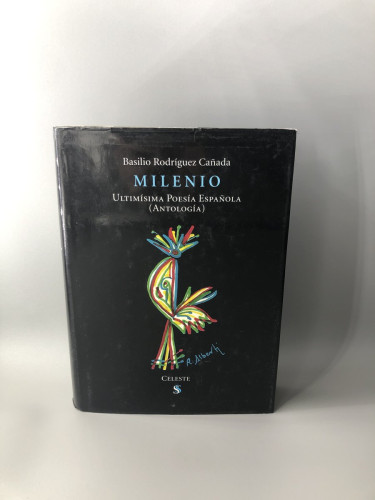 Basilio Rodríguez Cañada
MILENIO
ULTIMÍSIMA POESÍA ESPAÑOLA
(ANTOLOGÍA)
R. Alberti
CELESTE